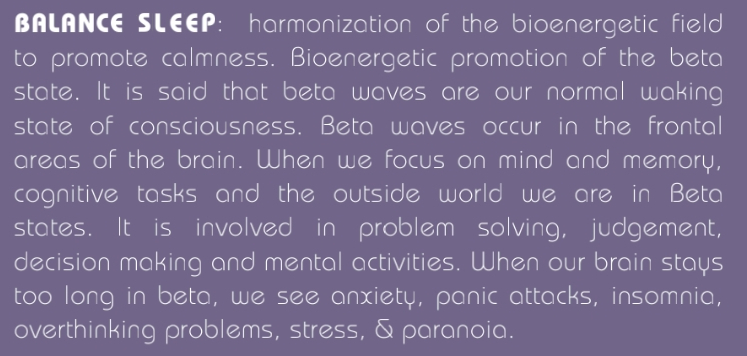 BALANCE SLEEP: harmonization of the bioenergetic field
to promote calmness. Bioenergetic promotion of the beta
state. It is said that beta waves are our normal waking
state of consciousness. Beta waves occur in the frontal
areas of the brain. When we focus on mind and memory,
cognitive tasks and the outside world we are in Beta
states. It is involved in problem solving, judgement,
decision making and mental activities. When our brain stays
too long in beta, we see anxiety, panic attacks, insomnia,
overthinking problems, stress, & paranoia.